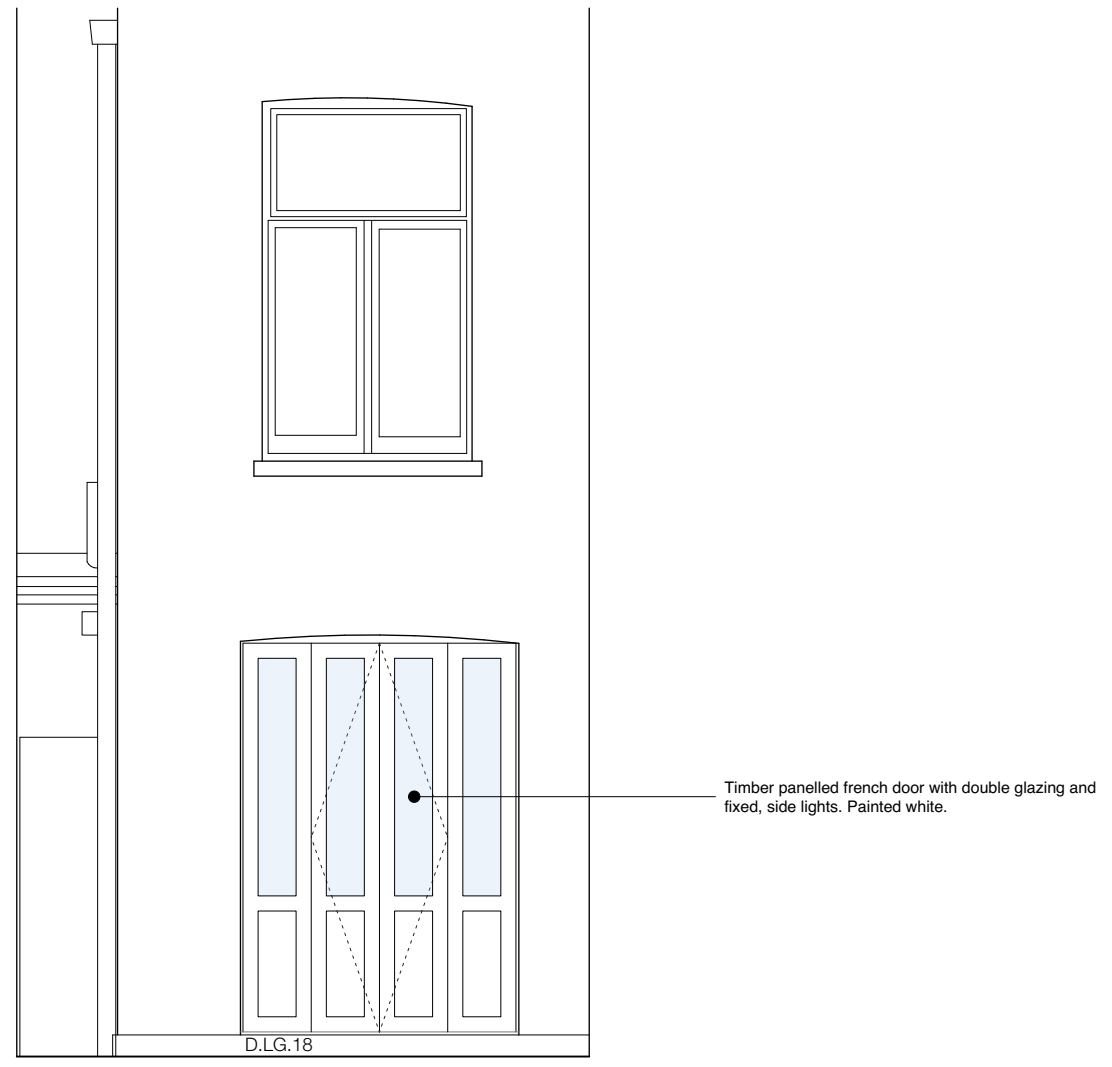 Timber panelled french door with double glazing and
fixed, side lights. Painted white.
D.LG.18